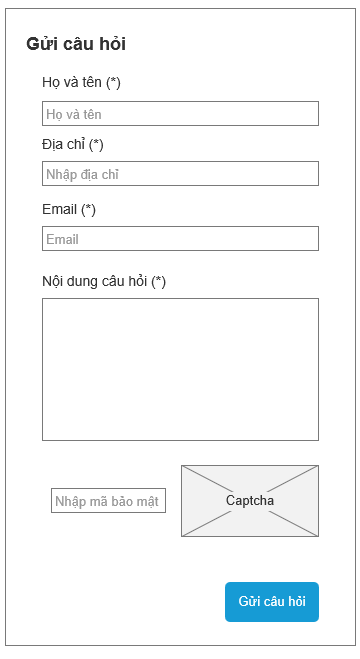 Gửi câu hỏi
Họ và tên (*)
Họ và tên
Địa chỉ (*)
Nhập địa chỉ
Email (*)
Email
Nội dung câu hỏi (*)
Nhập mã bảo mật
Captcha
Gửi câu hỏi